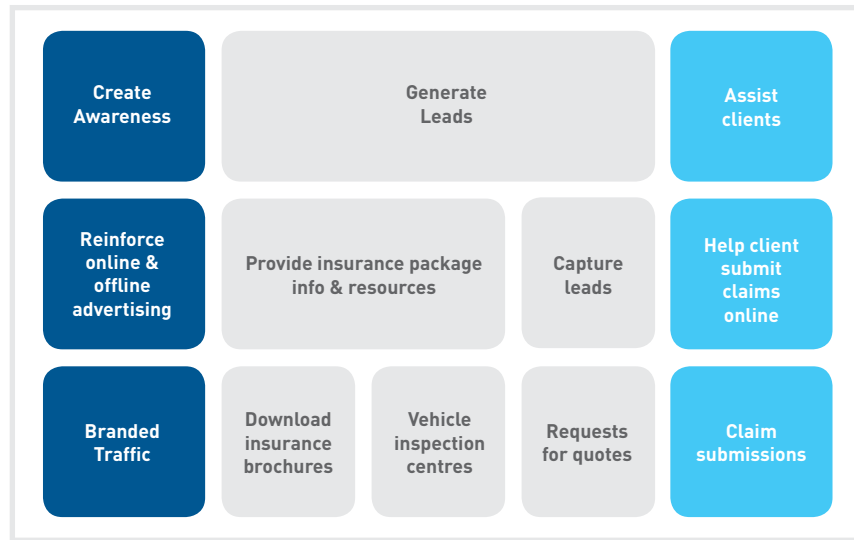 Create
Awareness
Generate
Leads
Assist
clients
Reinforce
online &
offline
advertising
Provide insurance package
info & resources
Capture
leads
Help client
submit
claims
online
Branded
Traffic
Download
insurance
brochures
Vehicle
inspection
centres
Requests
for quotes
Claim
submissions